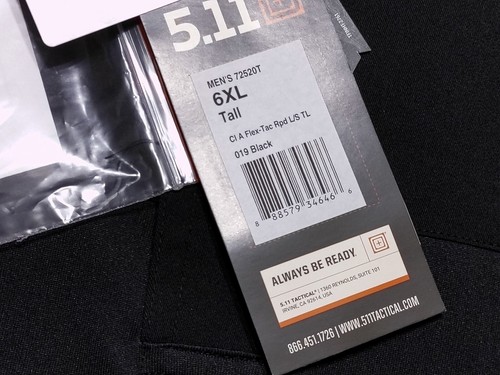 5.11
MEN'S 72520T
6XL
Tall
Cl A Flex-Tac Rpd L/S TL
019 Black
8 88579 34646 6
ALWAYS BE READY.
5.11 TACTICAL® | 1360 REYNOLDS, SUITE 101
IRVINE, CA 92614, USA
866.451.1726 | WWW.511TACTICAL.COM